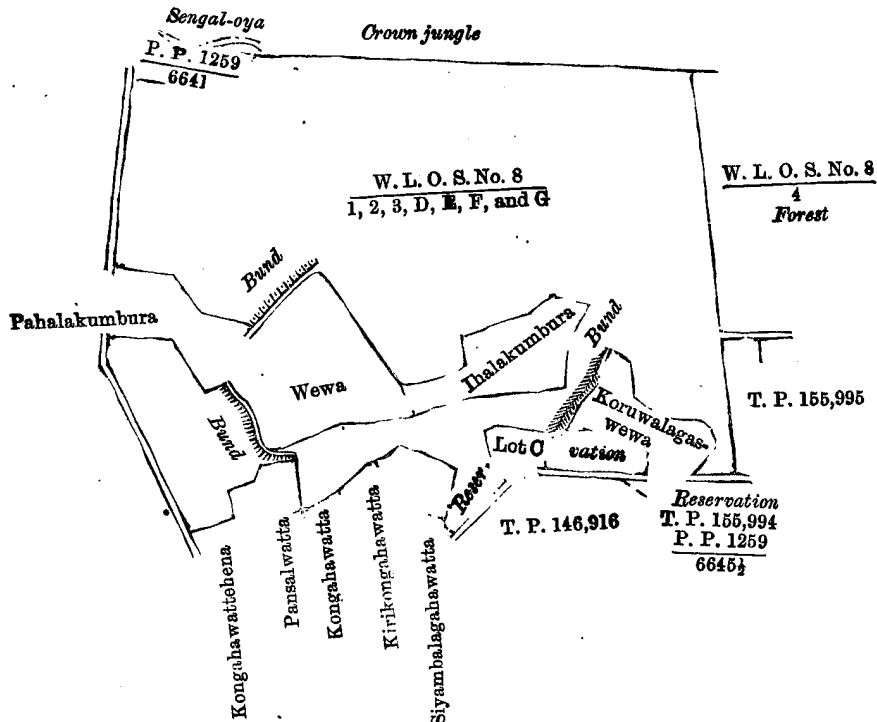 Sengal-oya
Crown jungle
P. P. 1259
6641
W. L. O. S. No. 8
1, 2, 3, D, E, F, and G
W. L. O. S. No. 8
4
Forest
Bund
Pahalakumbura
Wewa
Ihalakumbura
Bund
T. P. 155,995
Koruwalagas-
wewa
Bund
Lot C
vation
Reser.
T. P. 146,916
Reservation
T. P. 155,994
P. P. 1259
6645½
Kongahawattehena
Pansalwatta
Kongahawatta
Kirikongahawatta
Siyambalagahawatta